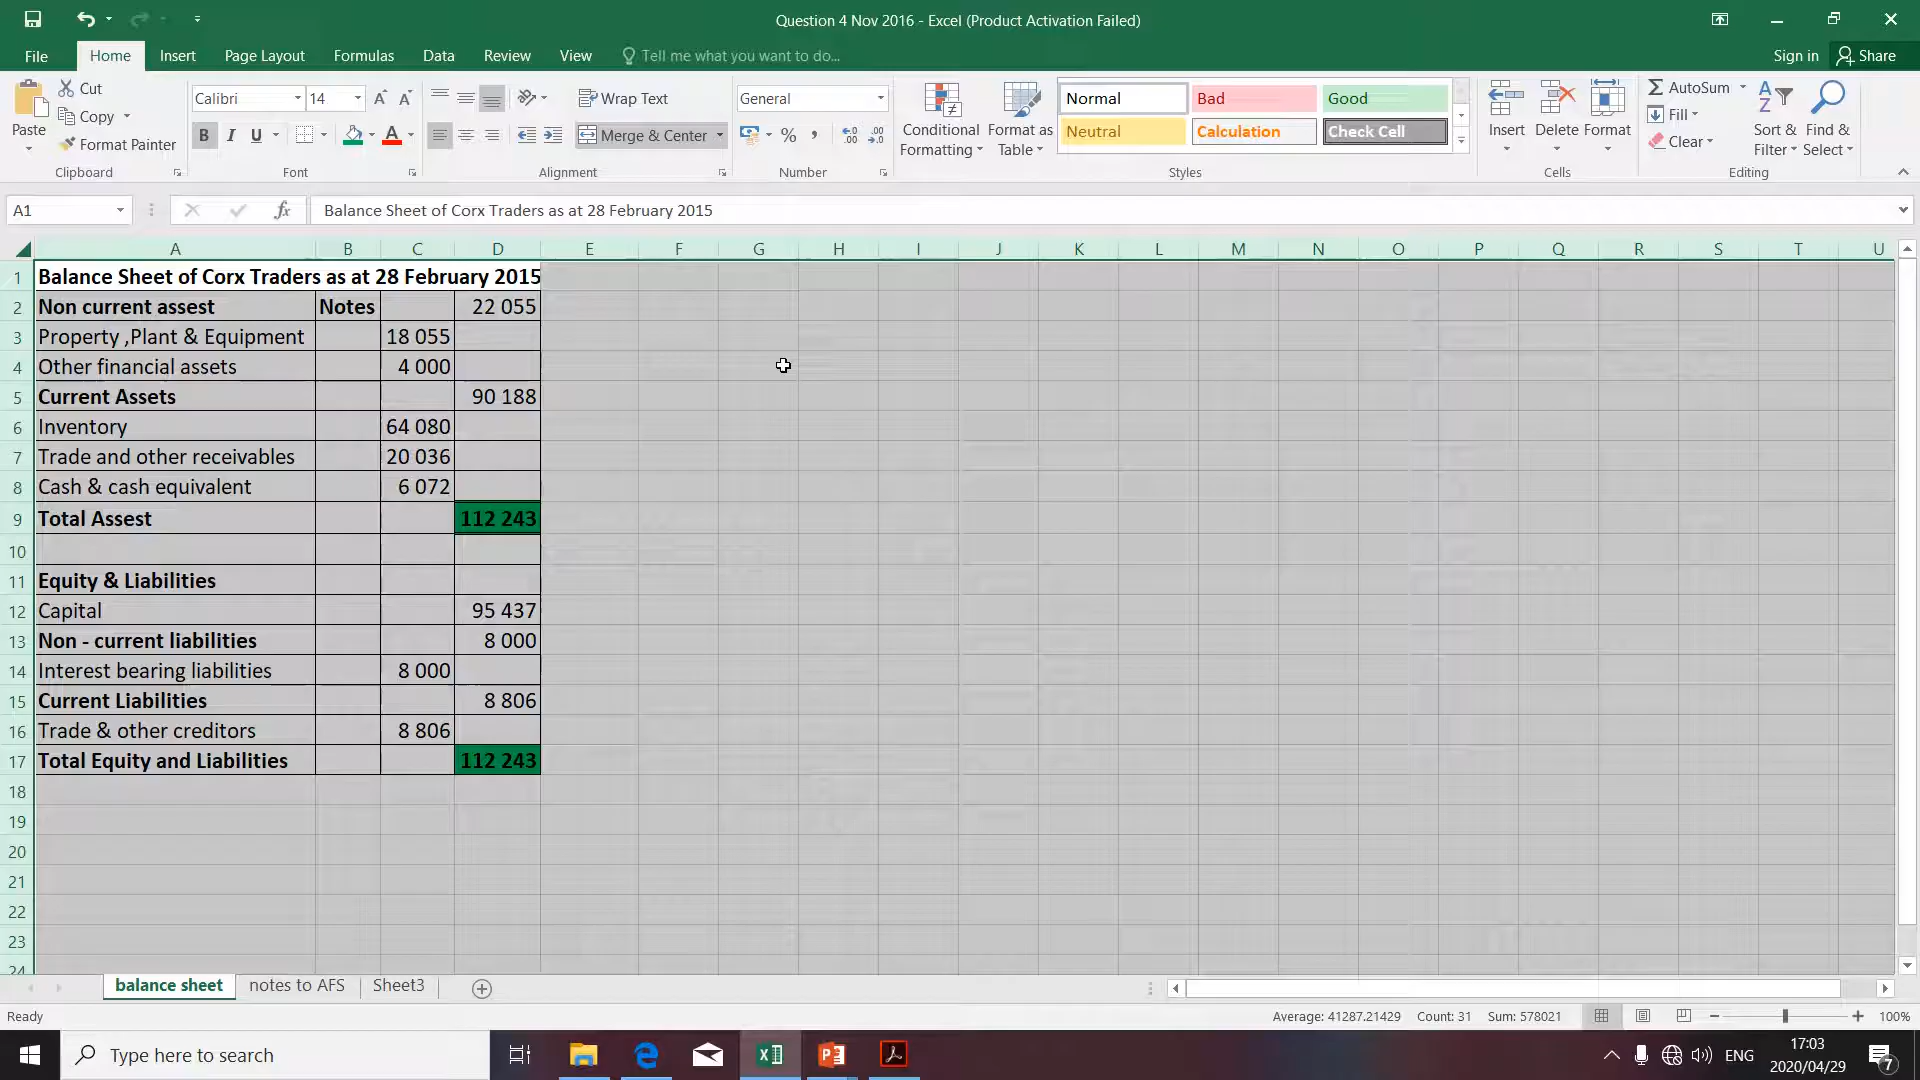 Question 4 Nov 2016 - Excel (Product Activation Failed)
File Home Insert Page Layout Formulas Data Review View Tell me what you want to do... Sign in Share
Paste Cut Copy Format Painter Clipboard
Calibri 14 A A B I U A Font
Wrap Text Merge & Center Alignment
General % , Number
Conditional Formatting Format as Table
Normal Bad Good
Neutral Calculation Check Cell
Styles
Insert Delete Format Cells
AutoSum Fill Clear Sort & Filter Find & Select Editing
A1 fx Balance Sheet of Corx Traders as at 28 February 2015
A B C D E F G H I J K L M N O P Q R S T U
1 Balance Sheet of Corx Traders as at 28 February 2015
2 Non current assest Notes 22 055
3 Property ,Plant & Equipment 18 055
4 Other financial assets 4 000
5 Current Assets 90 188
6 Inventory 64 080
7 Trade and other receivables 20 036
8 Cash & cash equivalent 6 072
9 Total Assest 112 243
10
11 Equity & Liabilities
12 Capital 95 437
13 Non - current liabilities 8 000
14 Interest bearing liabilities 8 000
15 Current Liabilities 8 806
16 Trade & other creditors 8 806
17 Total Equity and Liabilities 112 243
18
19
20
21
22
23
24
balance sheet notes to AFS Sheet3
Ready Average: 41287.21429 Count: 31 Sum: 578021 100%
Type here to search ENG 17:03
2020/04/29 7